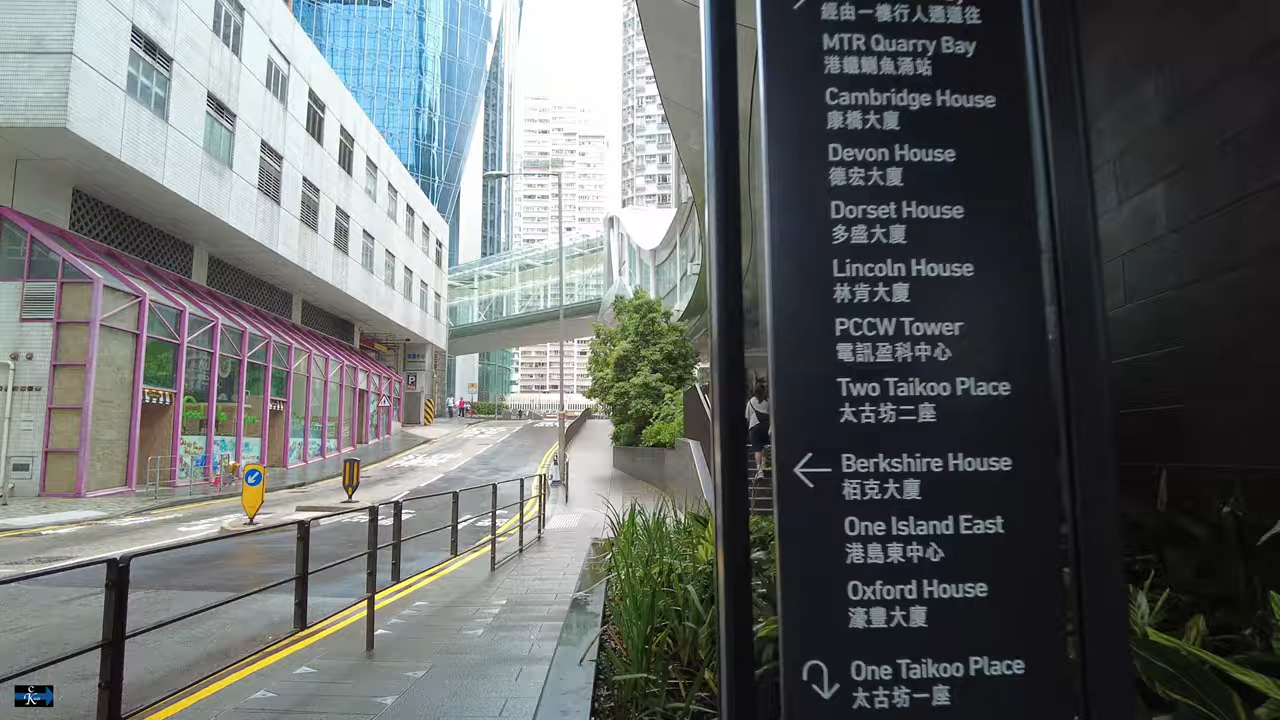 經由一樓行人通道往
MTR Quarry Bay
港鐵鰂魚涌站
Cambridge House
康橋大廈
Devon House
德宏大廈
Dorset House
多盛大廈
Lincoln House
林肯大廈
PCCW Tower
電訊盈科中心
Two Taikoo Place
太古坊二座
Berkshire House
栢克大廈
One Island East
港島東中心
Oxford House
濠豐大廈
One Taikoo Place
太古坊一座
P